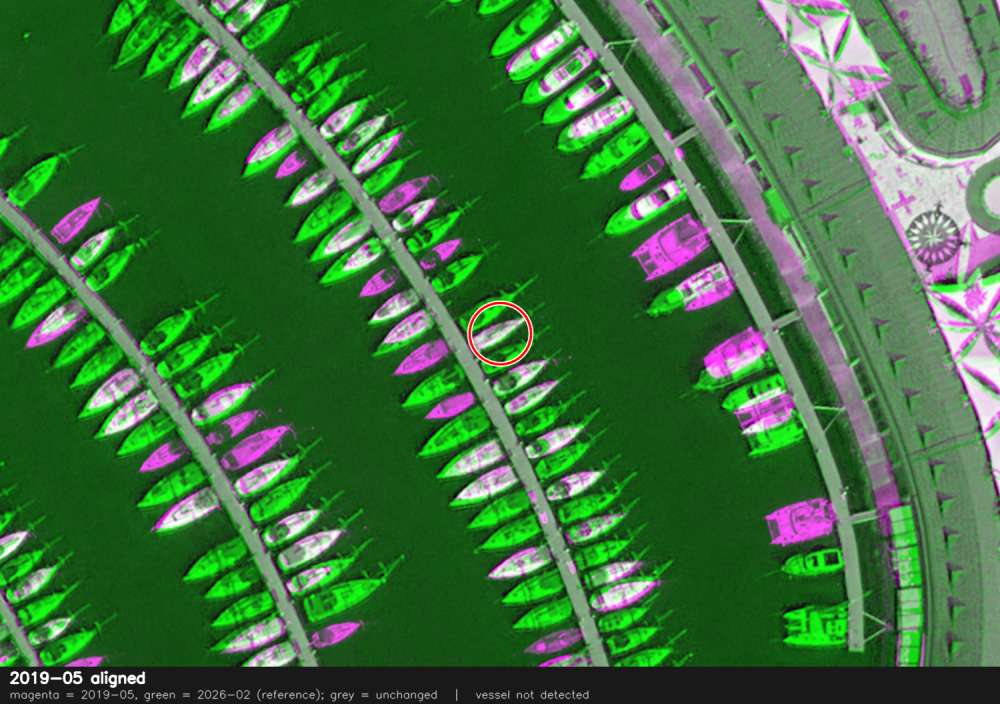 2019-05 aligned
magenta = 2019-05, green = 2026-02 (reference); grey = unchanged | vessel not detected